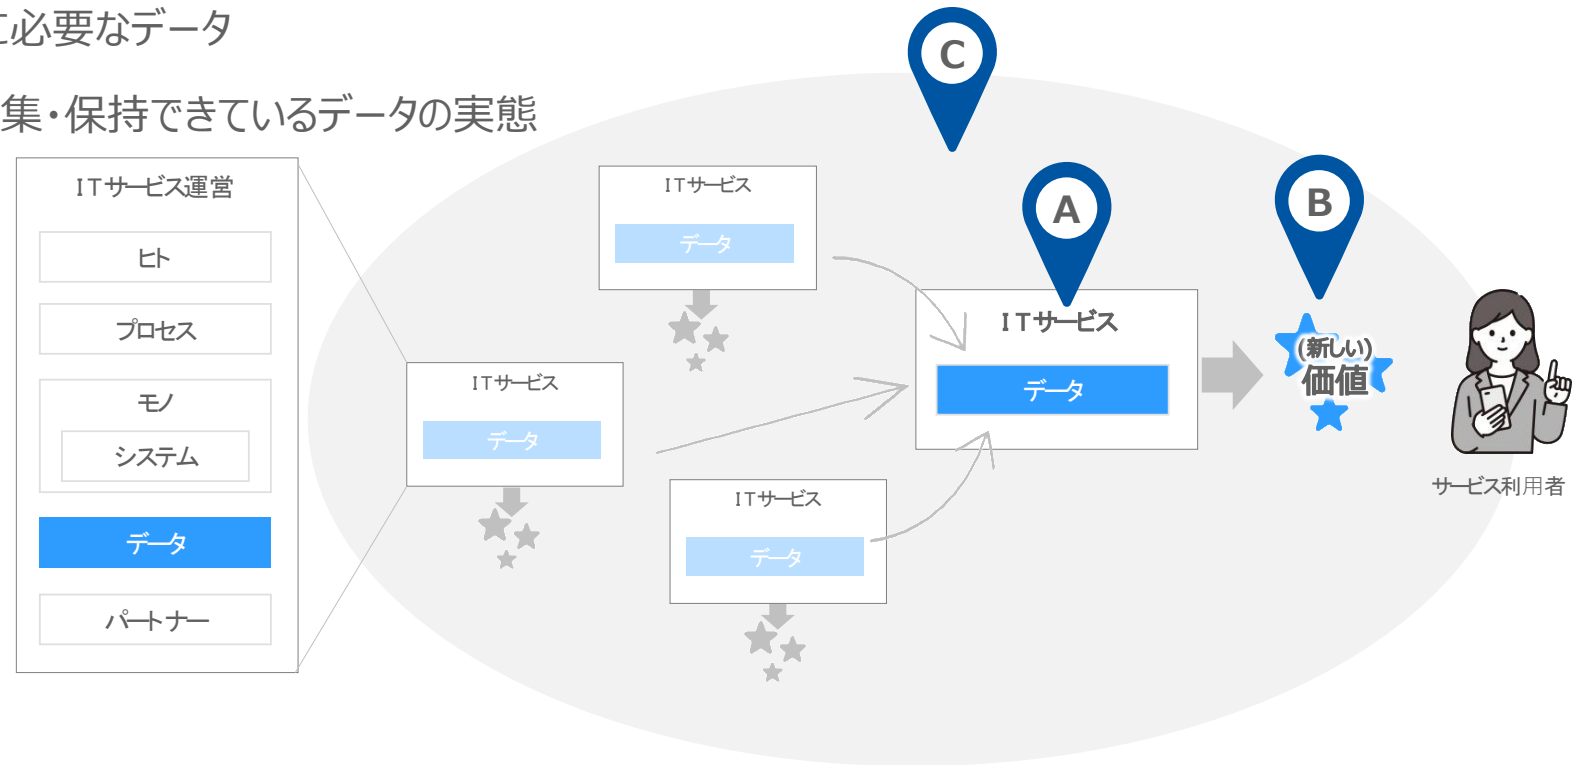 に必要なデータ
集・保持できているデータの実態
C
A
B
ITサービス運営
ヒト
プロセス
モノ
システム
データ
パートナー
ITサービス
データ
ITサービス
データ
ITサービス
データ
ITサービス
データ
(新しい)
価値
サービス利用者